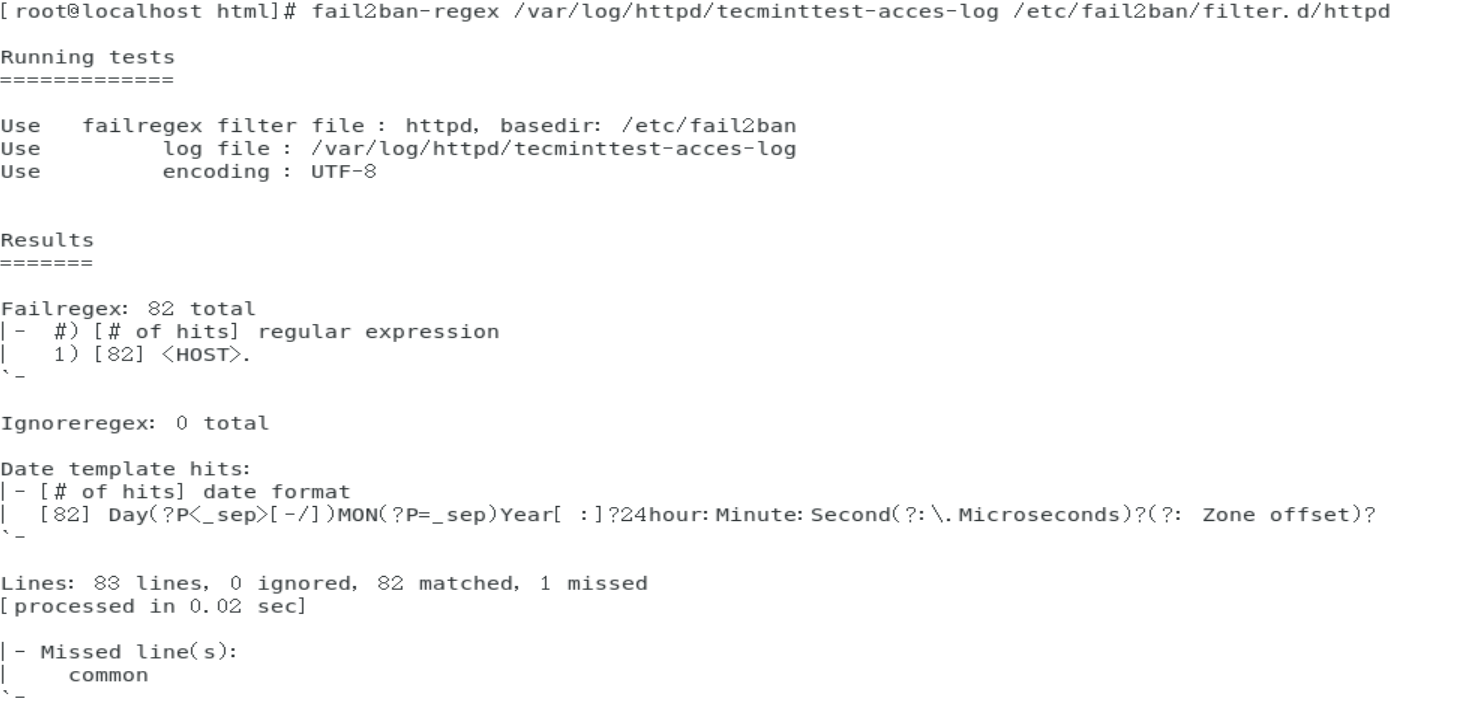 [root@localhost html]# fail2ban-regex /var/log/httpd/tecminttest-acces-log /etc/fail2ban/filter.d/httpd
Running tests
=============
Use   failregex filter file : httpd, basedir: /etc/fail2ban
Use         log file : /var/log/httpd/tecminttest-acces-log
Use         encoding : UTF-8
Results
=======
Failregex: 82 total
|-  #) [# of hits] regular expression
|   1) [82] <HOST>.
`-
Ignoreregex: 0 total
Date template hits:
|- [# of hits] date format
|  [82] Day(?P<_sep>[-/])MON(?P=_sep)Year[ :]?24hour:Minute:Second(?:\.Microseconds)?(?: Zone offset)?
`-
Lines: 83 lines, 0 ignored, 82 matched, 1 missed
[processed in 0.02 sec]
|- Missed line(s):
|    common
`-